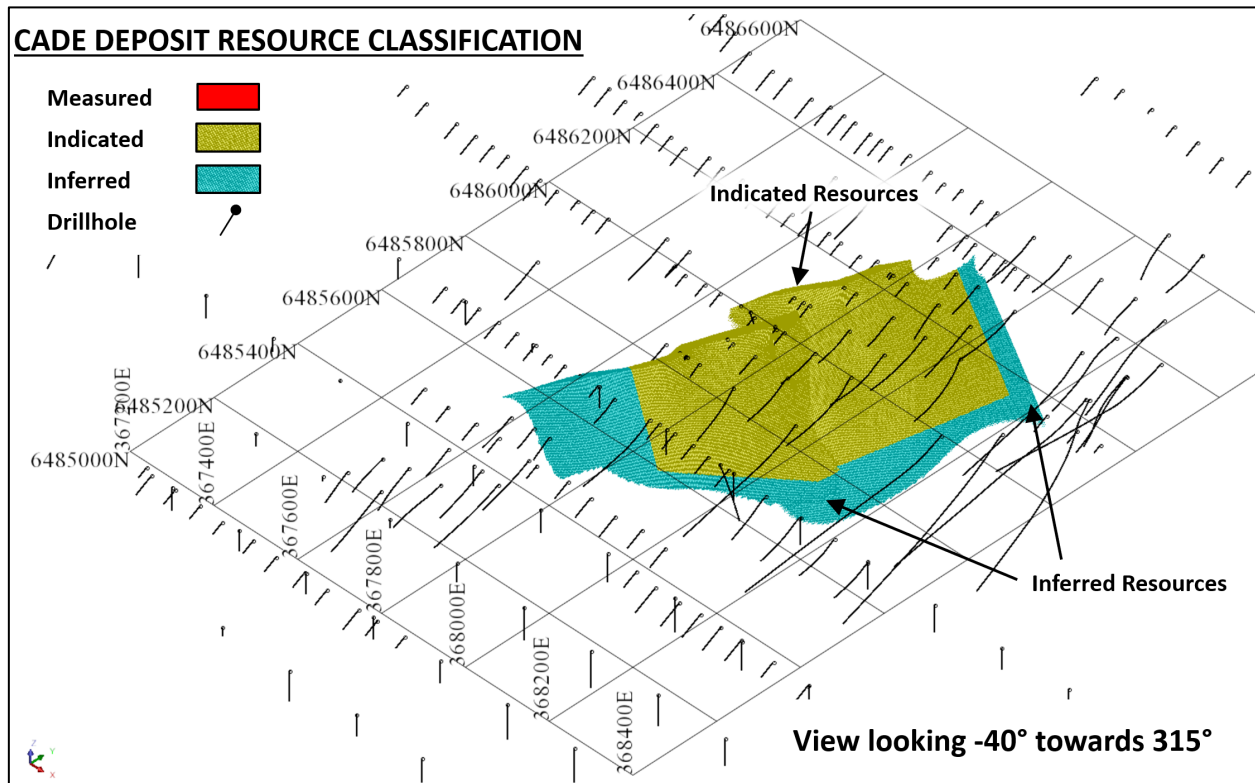 CADE DEPOSIT RESOURCE CLASSIFICATION
Measured
Indicated
Inferred
Drillhole
6486600N
6486400N
6486200N
6486000N
6485800N
6485600N
6485400N
6485200N
6485000N
367200E
367400E
367600E
367800E
368000E
368200E
368400E
Indicated Resources
Inferred Resources
View looking -40° towards 315°
Z
Y
X